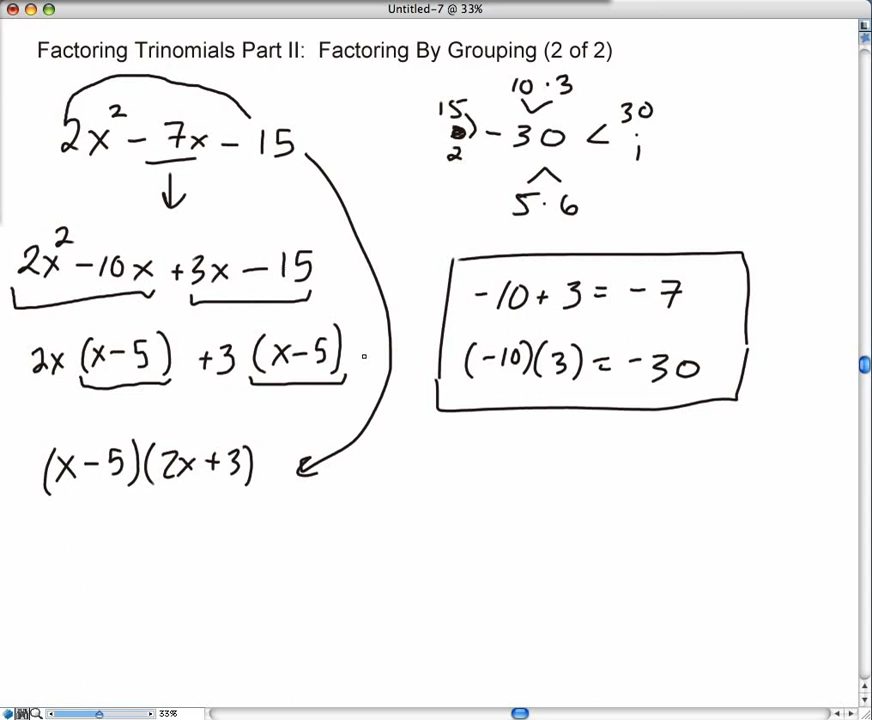 Untitled-7 @ 33%
Factoring Trinomials Part II: Factoring By Grouping (2 of 2)
10 · 3
2x² - 7x - 15
15
2
- 30 <
30
·
1
5 · 6
2x² - 10x + 3x - 15
- 10 + 3 = - 7
2x (x - 5) + 3 (x - 5)
(-10)(3) = - 30
(x - 5)(2x + 3)
33%